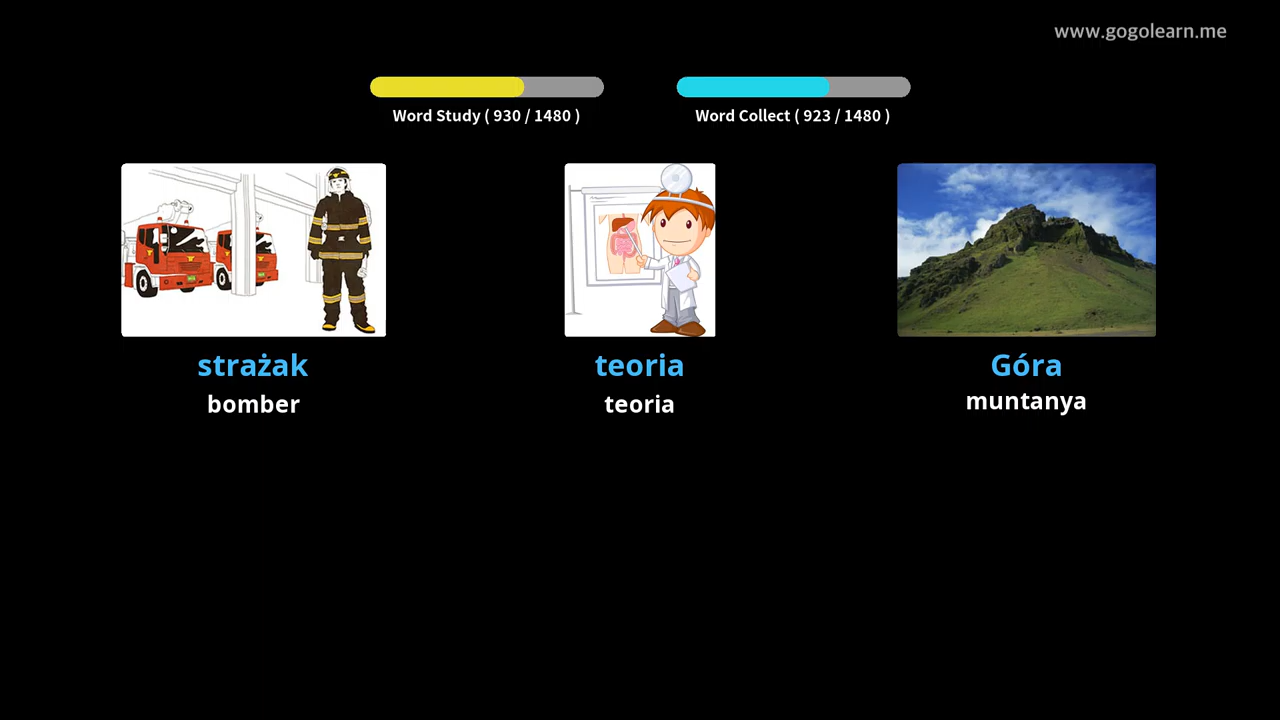 www.gogolearn.me
Word Study ( 930 / 1480 )
Word Collect ( 923 / 1480 )
strażak
bomber
teoria
teoria
Góra
muntanya